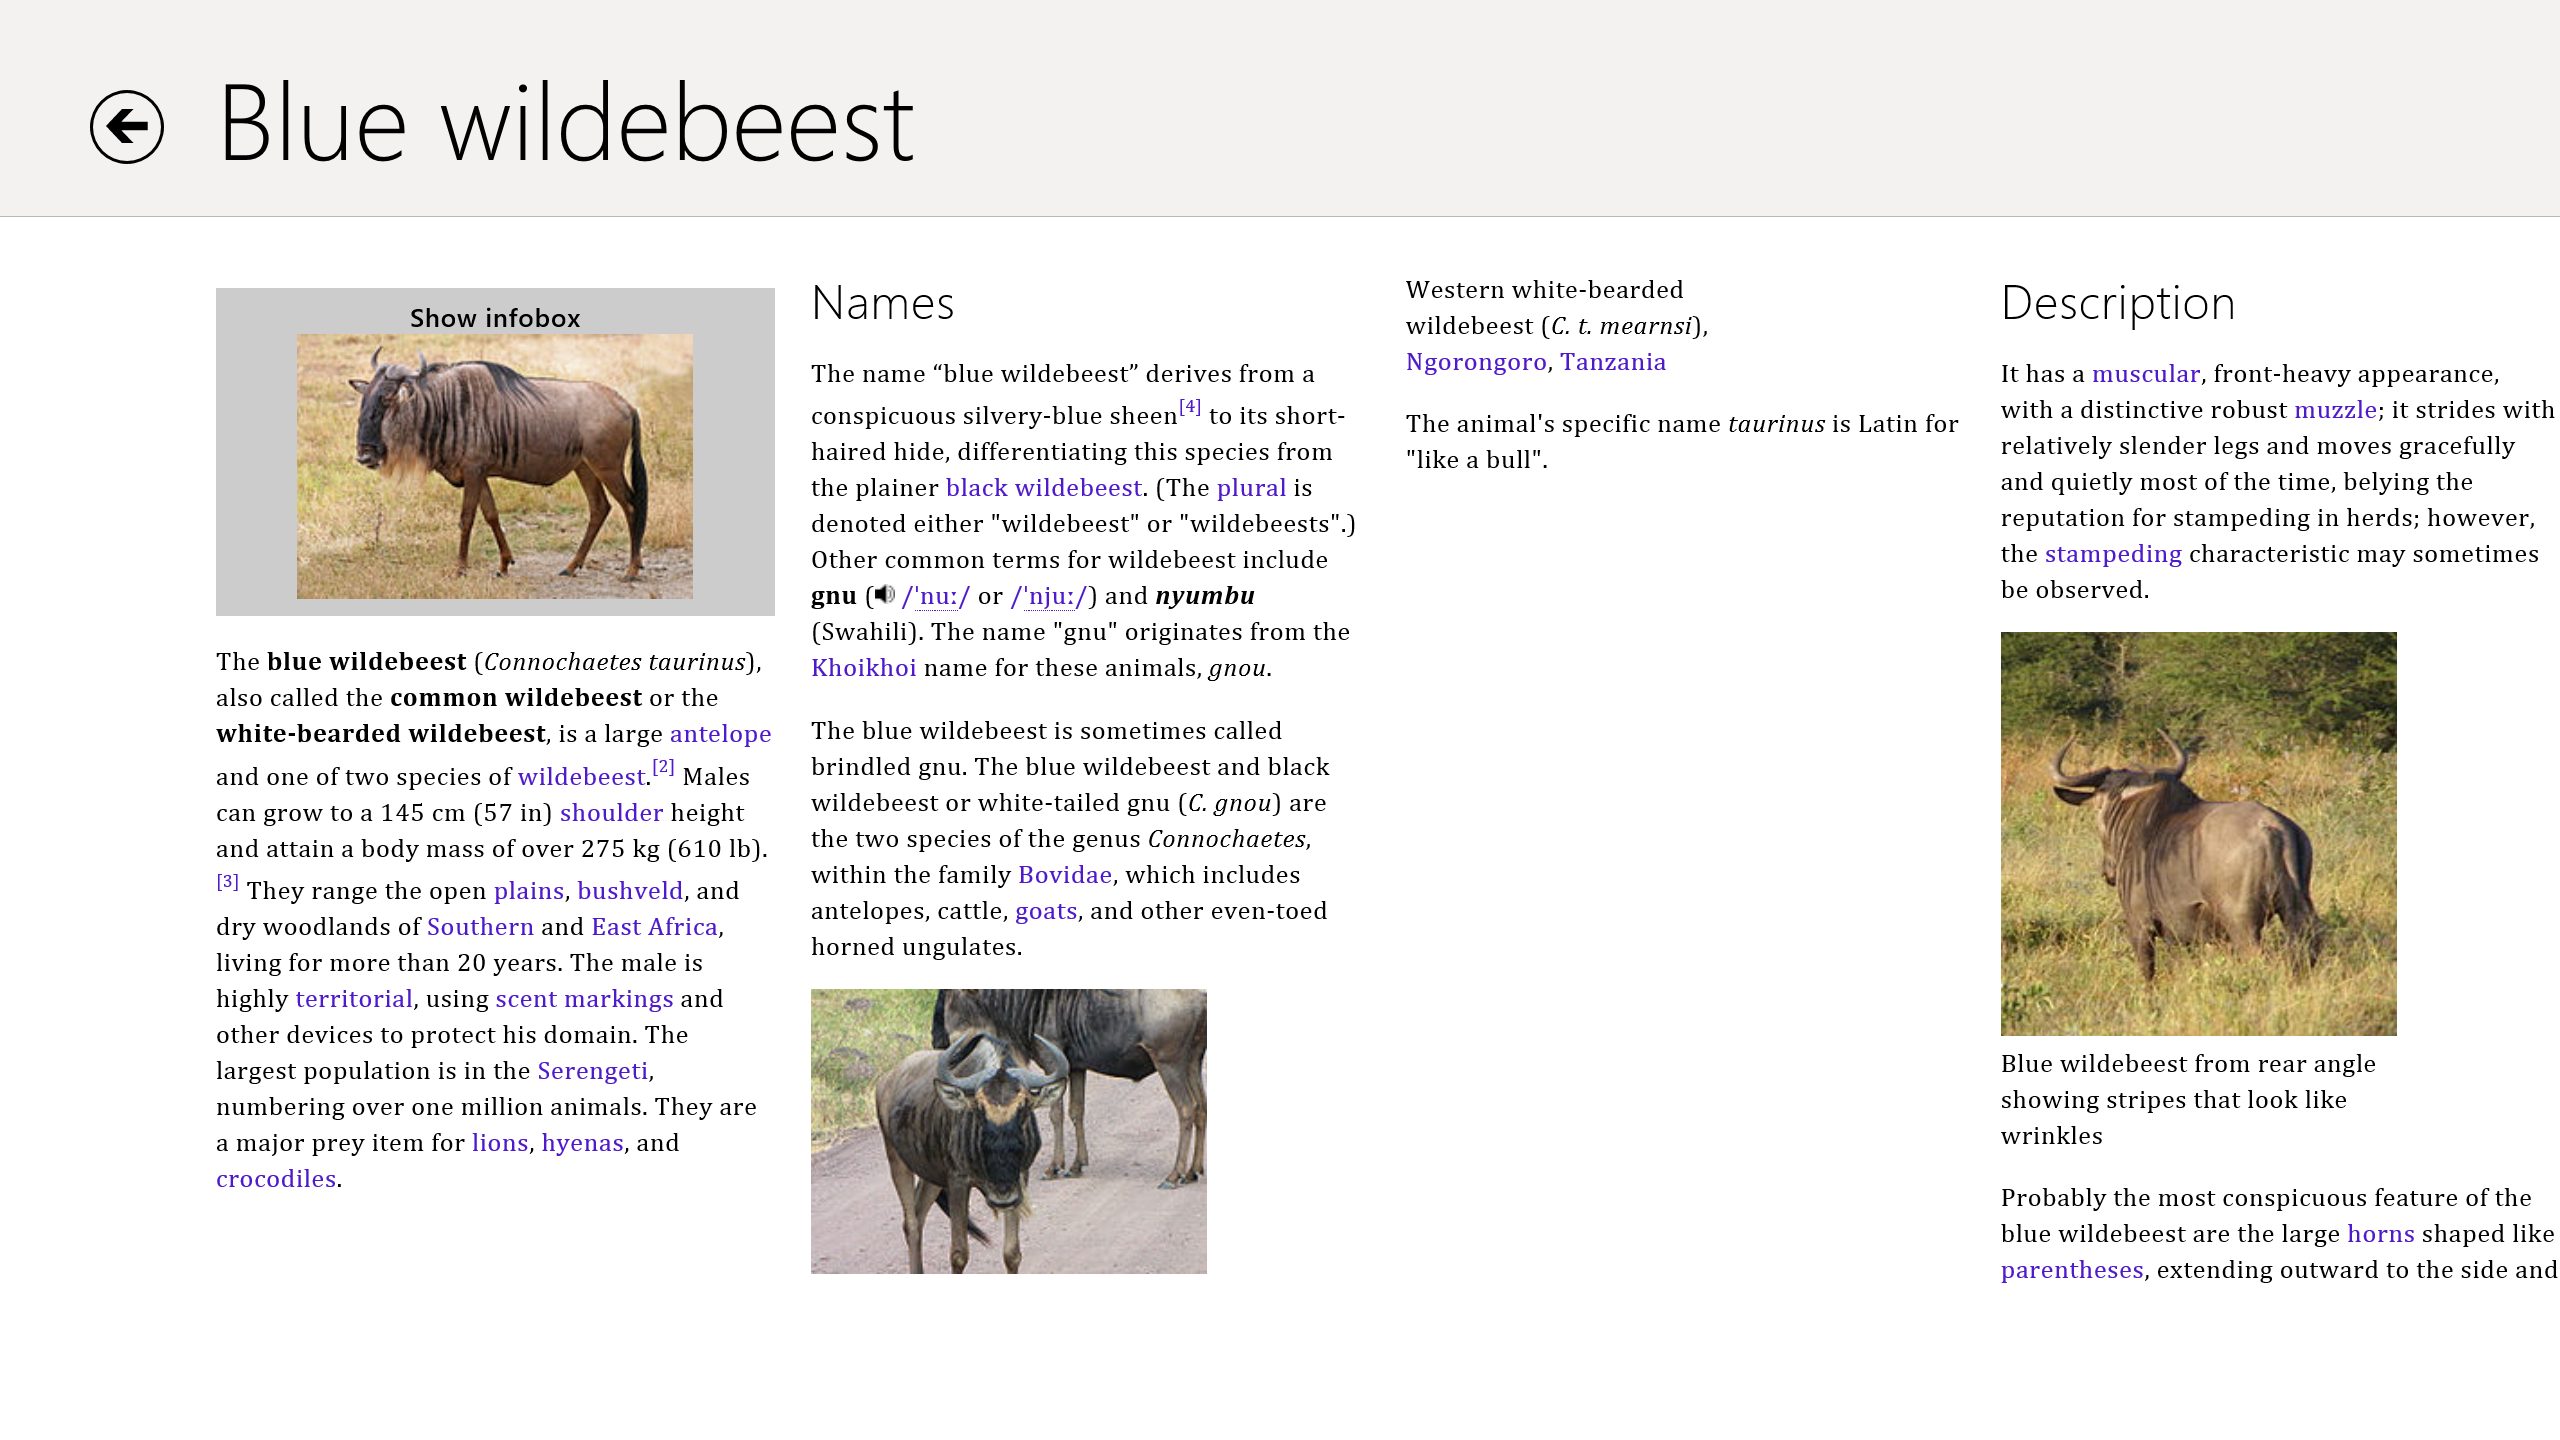 Blue wildebeest
Show infobox
The blue wildebeest (Connochaetes taurinus),
also called the common wildebeest or the
white-bearded wildebeest, is a large antelope
and one of two species of wildebeest.[2] Males
can grow to a 145 cm (57 in) shoulder height
and attain a body mass of over 275 kg (610 lb).
[3] They range the open plains, bushveld, and
dry woodlands of Southern and East Africa,
living for more than 20 years. The male is
highly territorial, using scent markings and
other devices to protect his domain. The
largest population is in the Serengeti,
numbering over one million animals. They are
a major prey item for lions, hyenas, and
crocodiles.
Names
The name “blue wildebeest” derives from a
conspicuous silvery-blue sheen[4] to its short-
haired hide, differentiating this species from
the plainer black wildebeest. (The plural is
denoted either "wildebeest" or "wildebeests".)
Other common terms for wildebeest include
gnu (/ˈnuː/ or /ˈnjuː/) and nyumbu
(Swahili). The name "gnu" originates from the
Khoikhoi name for these animals, gnou.
The blue wildebeest is sometimes called
brindled gnu. The blue wildebeest and black
wildebeest or white-tailed gnu (C. gnou) are
the two species of the genus Connochaetes,
within the family Bovidae, which includes
antelopes, cattle, goats, and other even-toed
horned ungulates.
Western white-bearded
wildebeest (C. t. mearnsi),
Ngorongoro, Tanzania
The animal's specific name taurinus is Latin for
"like a bull".
Description
It has a muscular, front-heavy appearance,
with a distinctive robust muzzle; it strides with
relatively slender legs and moves gracefully
and quietly most of the time, belying the
reputation for stampeding in herds; however,
the stampeding characteristic may sometimes
be observed.
Blue wildebeest from rear angle
showing stripes that look like
wrinkles
Probably the most conspicuous feature of the
blue wildebeest are the large horns shaped like
parentheses, extending outward to the side and